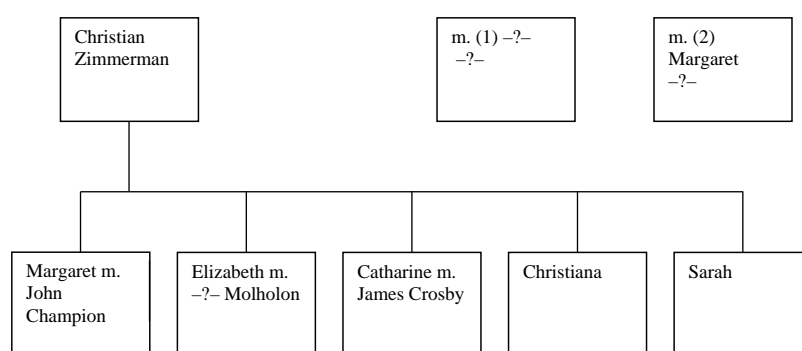 Christian
Zimmerman
m. (1) –?–
–?–
m. (2)
Margaret
–?–
Margaret m.
John
Champion
Elizabeth m.
–?– Molholon
Catharine m.
James Crosby
Christiana
Sarah